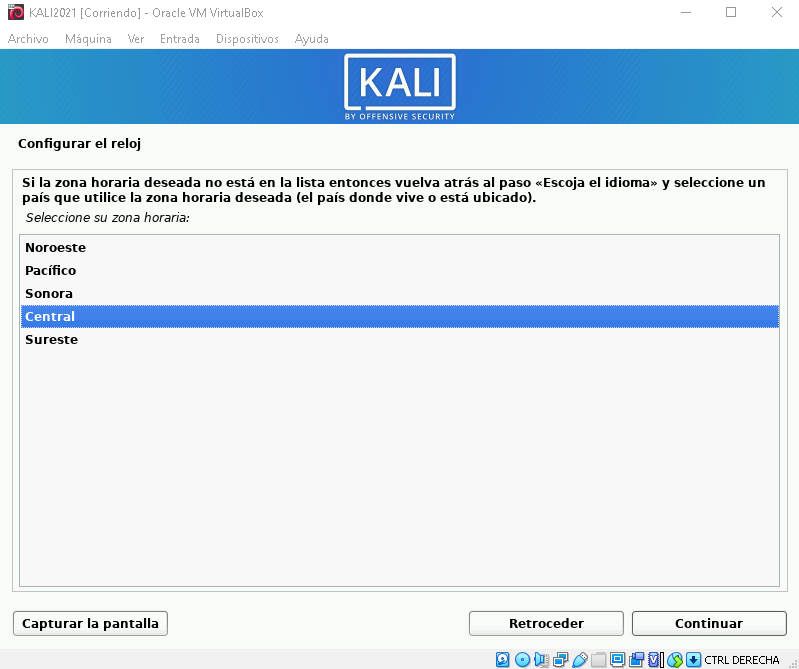 KALI2021 [Corriendo] - Oracle VM VirtualBox
Archivo Máquina Ver Entrada Dispositivos Ayuda
KALI
BY OFFENSIVE SECURITY
Configurar el reloj
Si la zona horaria deseada no está en la lista entonces vuelva atrás al paso «Escoja el idioma» y seleccione un
país que utilice la zona horaria deseada (el país donde vive o está ubicado).
Seleccione su zona horaria:
Noroeste
Pacífico
Sonora
Central
Sureste
Capturar la pantalla Retroceder Continuar
CTRL DERECHA